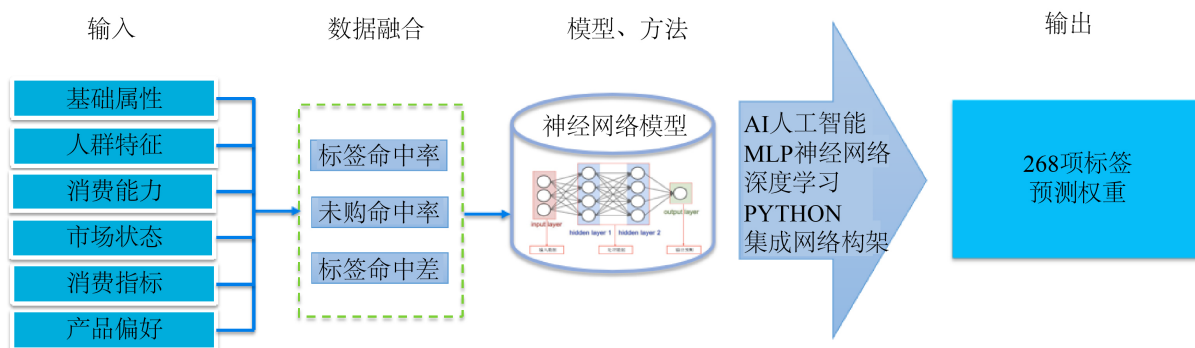 输入
数据融合
模型、方法
输出
基础属性
人群特征
消费能力
市场状态
消费指标
产品偏好
标签命中率
未购命中率
标签命中差
神经网络模型
input layer
hidden layer 1
hidden layer 2
output layer
AI人工智能
MLP神经网络
深度学习
PYTHON
集成网络构架
268项标签
预测权重